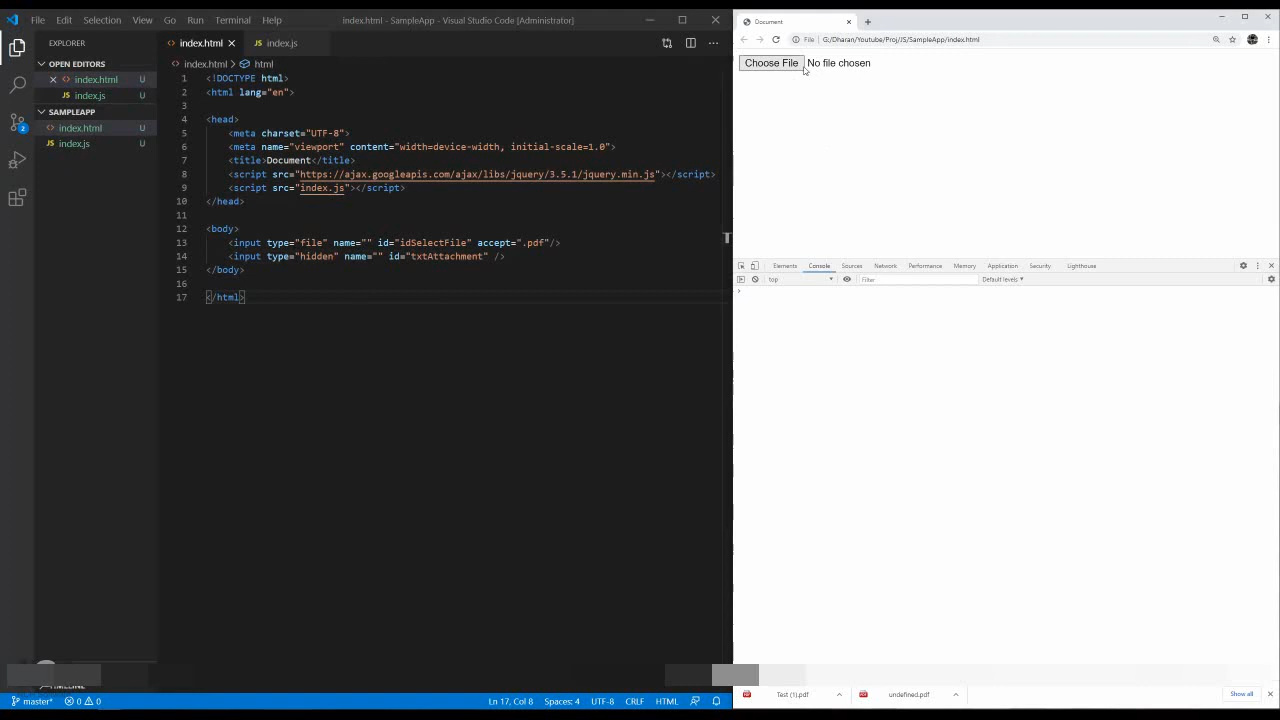 File Edit Selection View Go Run Terminal Help index.html - SampleApp - Visual Studio Code [Administrator]
EXPLORER
index.html
index.js
OPEN EDITORS
index.html U
index.js U
SAMPLEAPP
index.html U
index.js U
index.html > html
1 <!DOCTYPE html>
2 <html lang="en">
3
4 <head>
5 <meta charset="UTF-8">
6 <meta name="viewport" content="width=device-width, initial-scale=1.0">
7 <title>Document</title>
8 <script src="https://ajax.googleapis.com/ajax/libs/jquery/3.5.1/jquery.min.js"></script>
9 <script src="index.js"></script>
10 </head>
11
12 <body>
13 <input type="file" name="" id="idSelectFile" accept=".pdf"/>
14 <input type="hidden" name="" id="txtAttachment" />
15 </body>
16
17 </html>
TIMELINE
master* 0 0 Ln 17, Col 8 Spaces: 4 UTF-8 CRLF HTML
Document
File G:/Dharan/Youtube/Proj/JS/SampleApp/index.html
Choose File No file chosen
Elements Console Sources Network Performance Memory Application Security Lighthouse
top Filter Default levels
Test (1).pdf undefined.pdf Show all